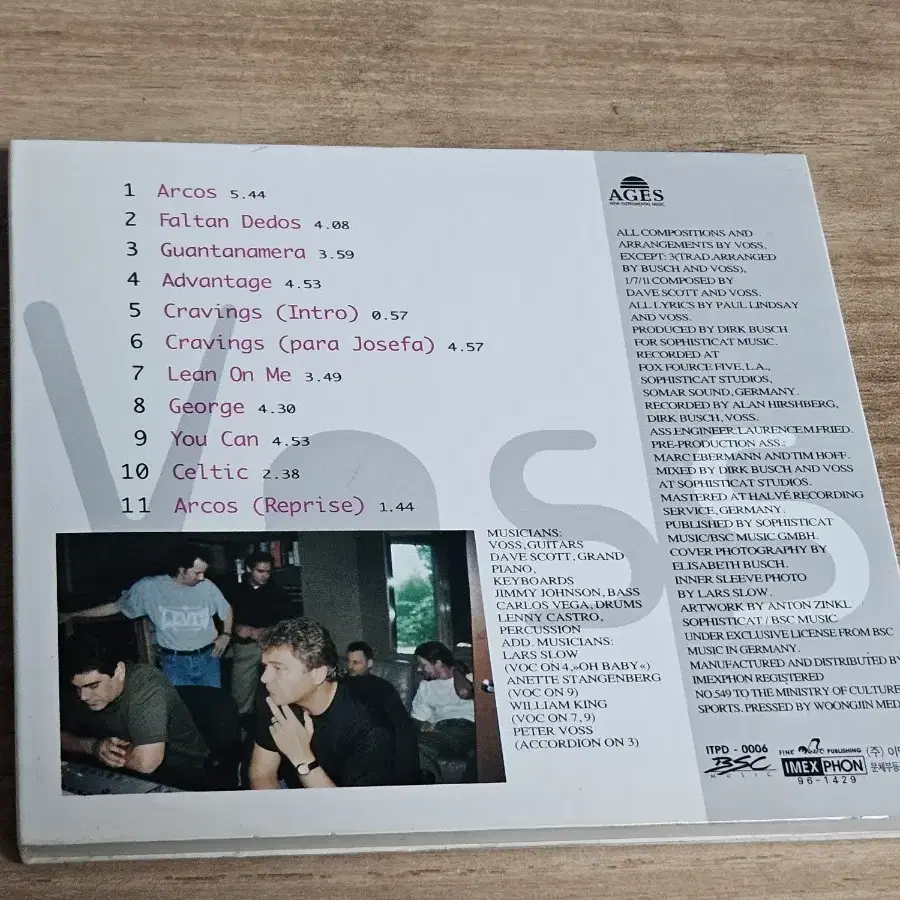 1 Arcos 5.44
2 Faltan Dedos 4.08
3 Guantanamera 3.59
4 Advantage 4.53
5 Cravings (Intro) 0.57
6 Cravings (para Josefa) 4.57
7 Lean On Me 3.49
8 George 4.30
9 You Can 4.53
10 Celtic 2.38
11 Arcos (Reprise) 1.44
Voss
MUSICIANS:
VOSS, GUITARS
DAVE SCOTT, GRAND
PIANO,
KEYBOARDS
JIMMY JOHNSON, BASS
CARLOS VEGA, DRUMS
LENNY CASTRO,
PERCUSSION
ADD. MUSICIANS:
LARS SLOW
(VOC ON 4, »OH BABY«)
ANETTE STANGENBERG
(VOC ON 9)
WILLIAM KING
(VOC ON 7, 9)
PETER VOSS
(ACCORDION ON 3)
AGES
NEW INSTRUMENTAL MUSIC
ALL COMPOSITIONS AND
ARRANGEMENTS BY VOSS,
EXCEPT: 3(TRAD.ARRANGED
BY BUSCH AND VOSS),
1/7/11 COMPOSED BY
DAVE SCOTT AND VOSS.
ALL LYRICS BY PAUL LINDSAY
AND VOSS.
PRODUCED BY DIRK BUSCH
FOR SOPHISTICAT MUSIC.
RECORDED AT
FOX FOURCE FIVE, L.A.,
SOPHISTICAT STUDIOS,
SOMAR SOUND, GERMANY.
RECORDED BY ALAN HIRSHBERG,
DIRK BUSCH, VOSS.
ASS.ENGINEER, LAURENCE M.FRIED.
PRE-PRODUCTION ASS.:
MARC EBERMANN AND TIM HOFF.
MIXED BY DIRK BUSCH AND VOSS
AT SOPHISTICAT STUDIOS.
MASTERED AT HALVÉ RECORDING
SERVICE, GERMANY.
PUBLISHED BY SOPHISTICAT
MUSIC/BSC MUSIC GMBH.
COVER PHOTOGRAPHY BY
ELISABETH BUSCH.
INNER SLEEVE PHOTO
BY LARS SLOW.
ARTWORK BY ANTON ZINKL
SOPHISTICAT / BSC MUSIC
UNDER EXCLUSIVE LICENSE FROM BSC
MUSIC IN GERMANY.
MANUFACTURED AND DISTRIBUTED BY
IMEXPHON REGISTERED
NO.549 TO THE MINISTRY OF CULTURE
SPORTS. PRESSED BY WOONGJIN MED
ITPD - 0006
BSC
MUSIC
FINE Music PUBLISHING
IMEX PHON
96-1429
(주)